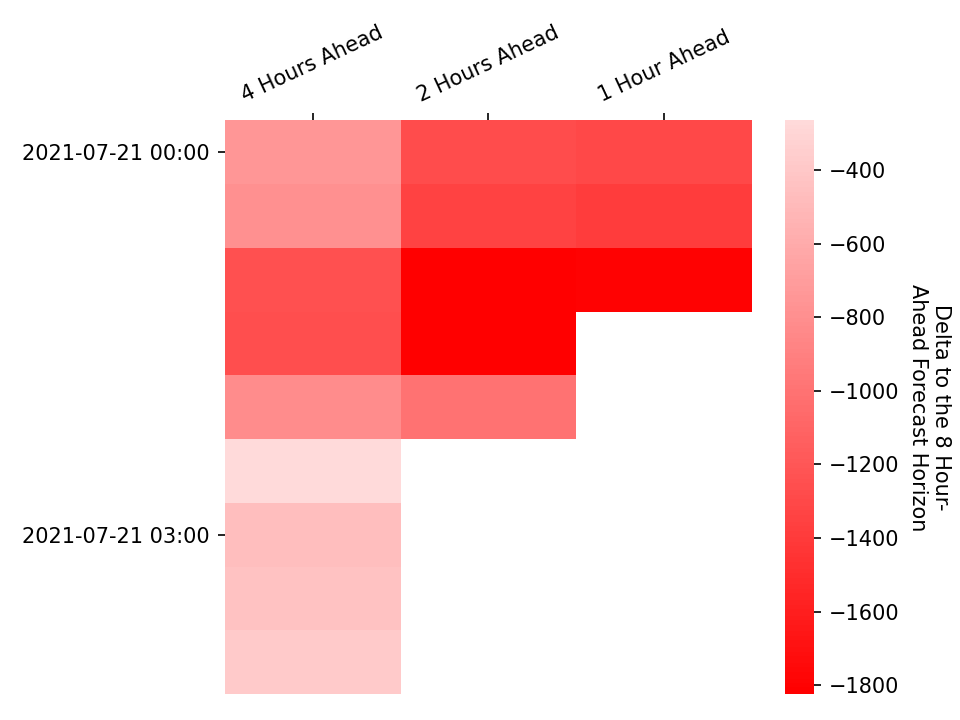 4 Hours Ahead
2 Hours Ahead
1 Hour Ahead
2021-07-21 00:00
2021-07-21 03:00
−400
−600
−800
−1000
−1200
−1400
−1600
−1800
Delta to the 8 Hour-
Ahead Forecast Horizon